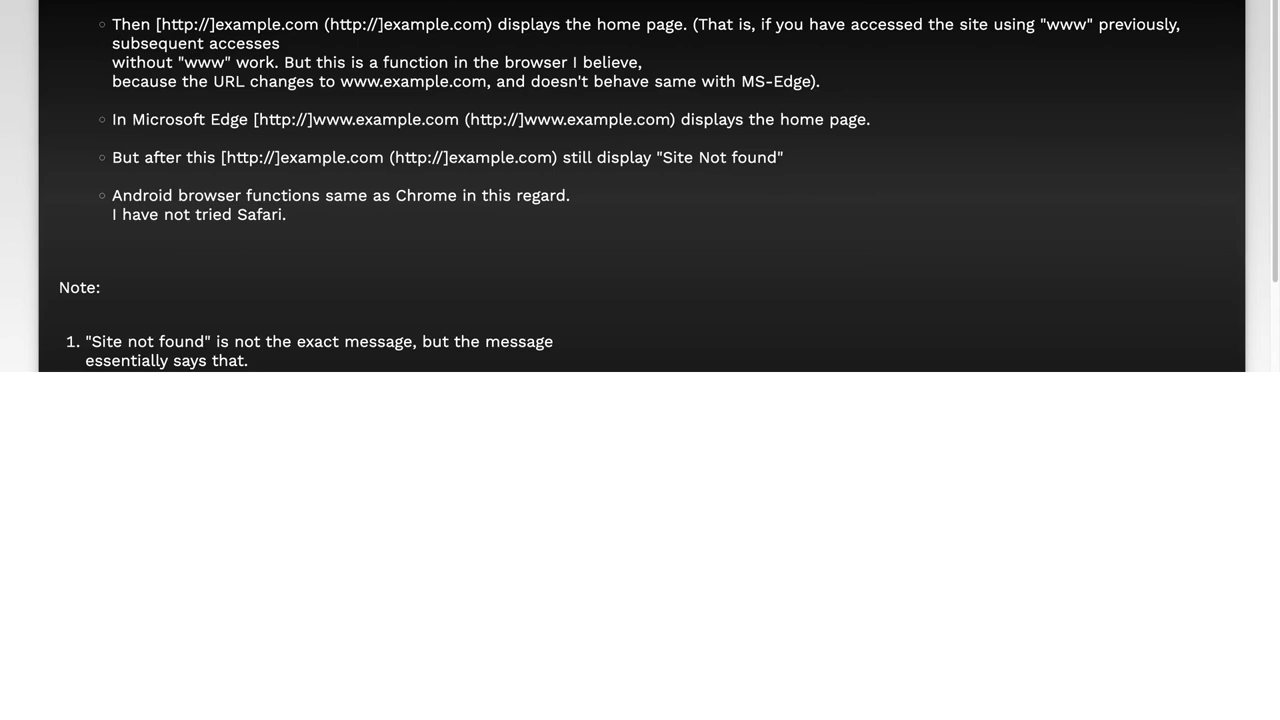 Then [http://]example.com (http://]example.com) displays the home page. (That is, if you have accessed the site using "www" previously,
subsequent accesses
without "www" work. But this is a function in the browser I believe,
because the URL changes to www.example.com, and doesn't behave same with MS-Edge).
In Microsoft Edge [http://]www.example.com (http://]www.example.com) displays the home page.
But after this [http://]example.com (http://]example.com) still display "Site Not found"
Android browser functions same as Chrome in this regard.
I have not tried Safari.
Note:
1. "Site not found" is not the exact message, but the message
essentially says that.